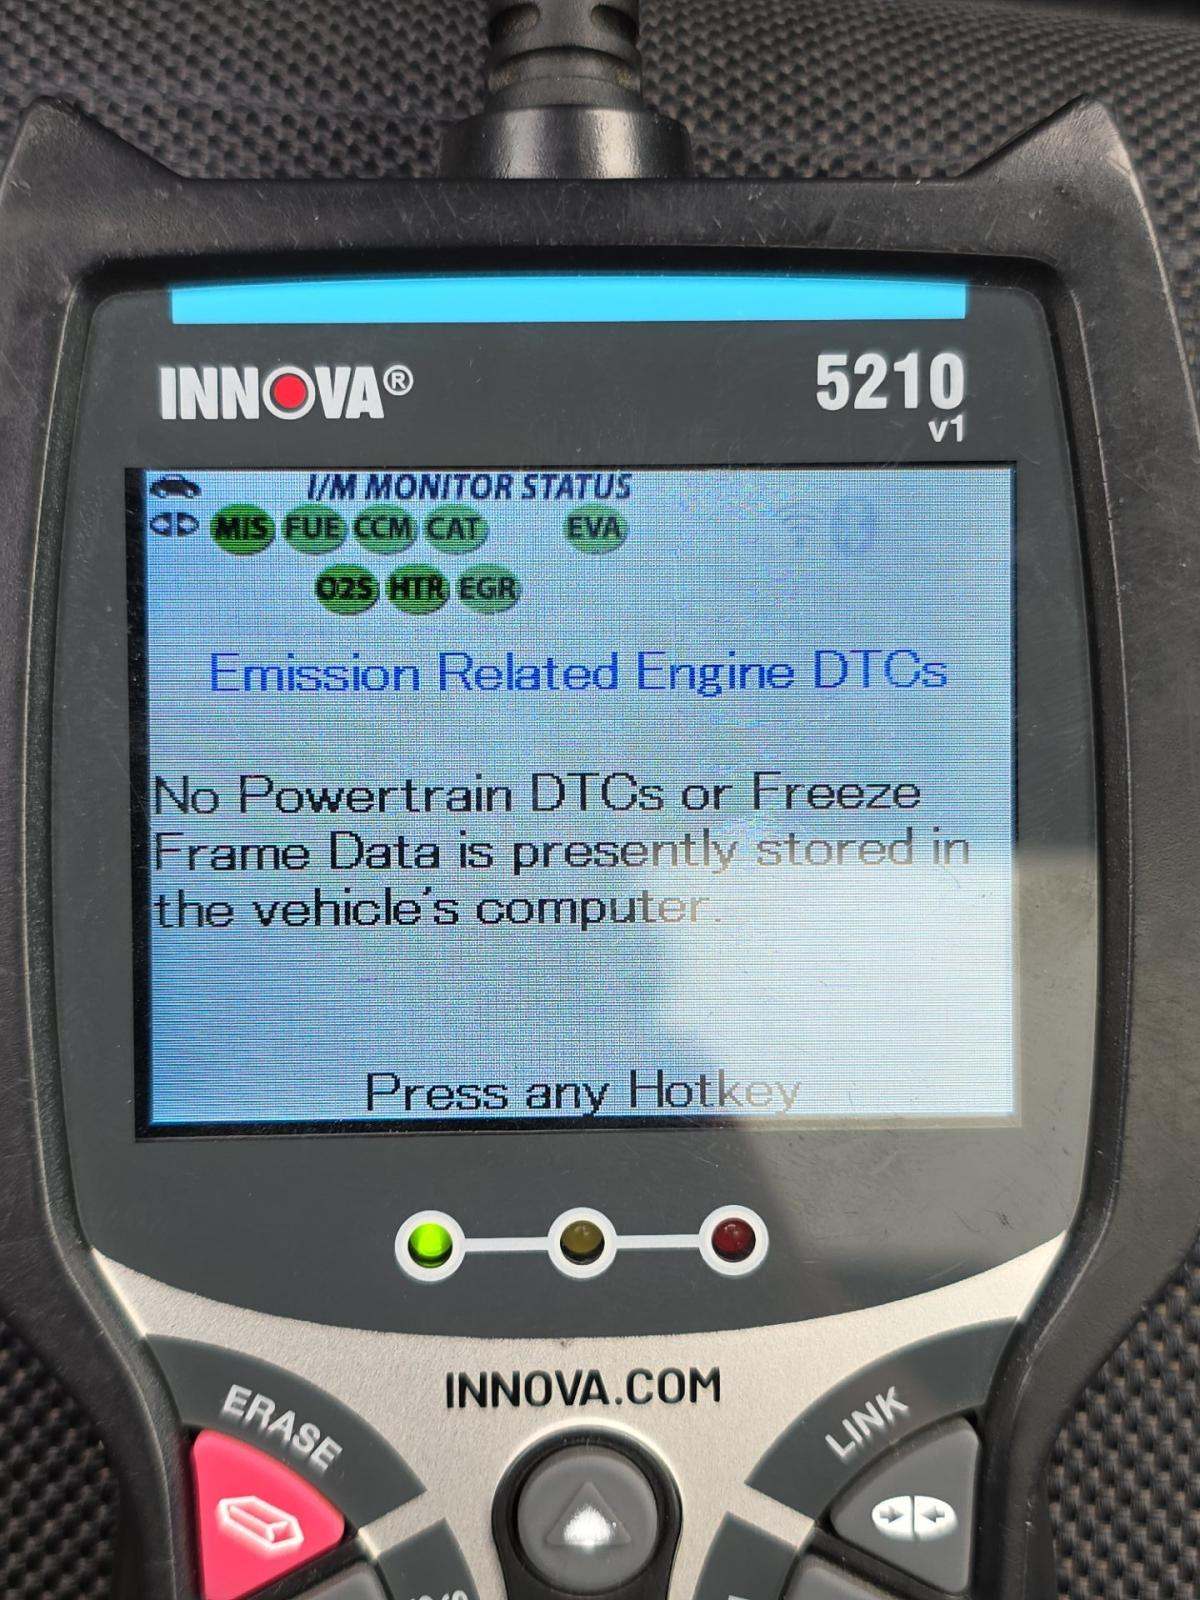 INNOVA®
5210
v1
I/M MONITOR STATUS
MIS FUE CCM CAT EVA
O2S HTR EGR
Emission Related Engine DTCs
No Powertrain DTCs or Freeze
Frame Data is presently stored in
the vehicle's computer.
Press any Hotkey
INNOVA.COM
ERASE
LINK